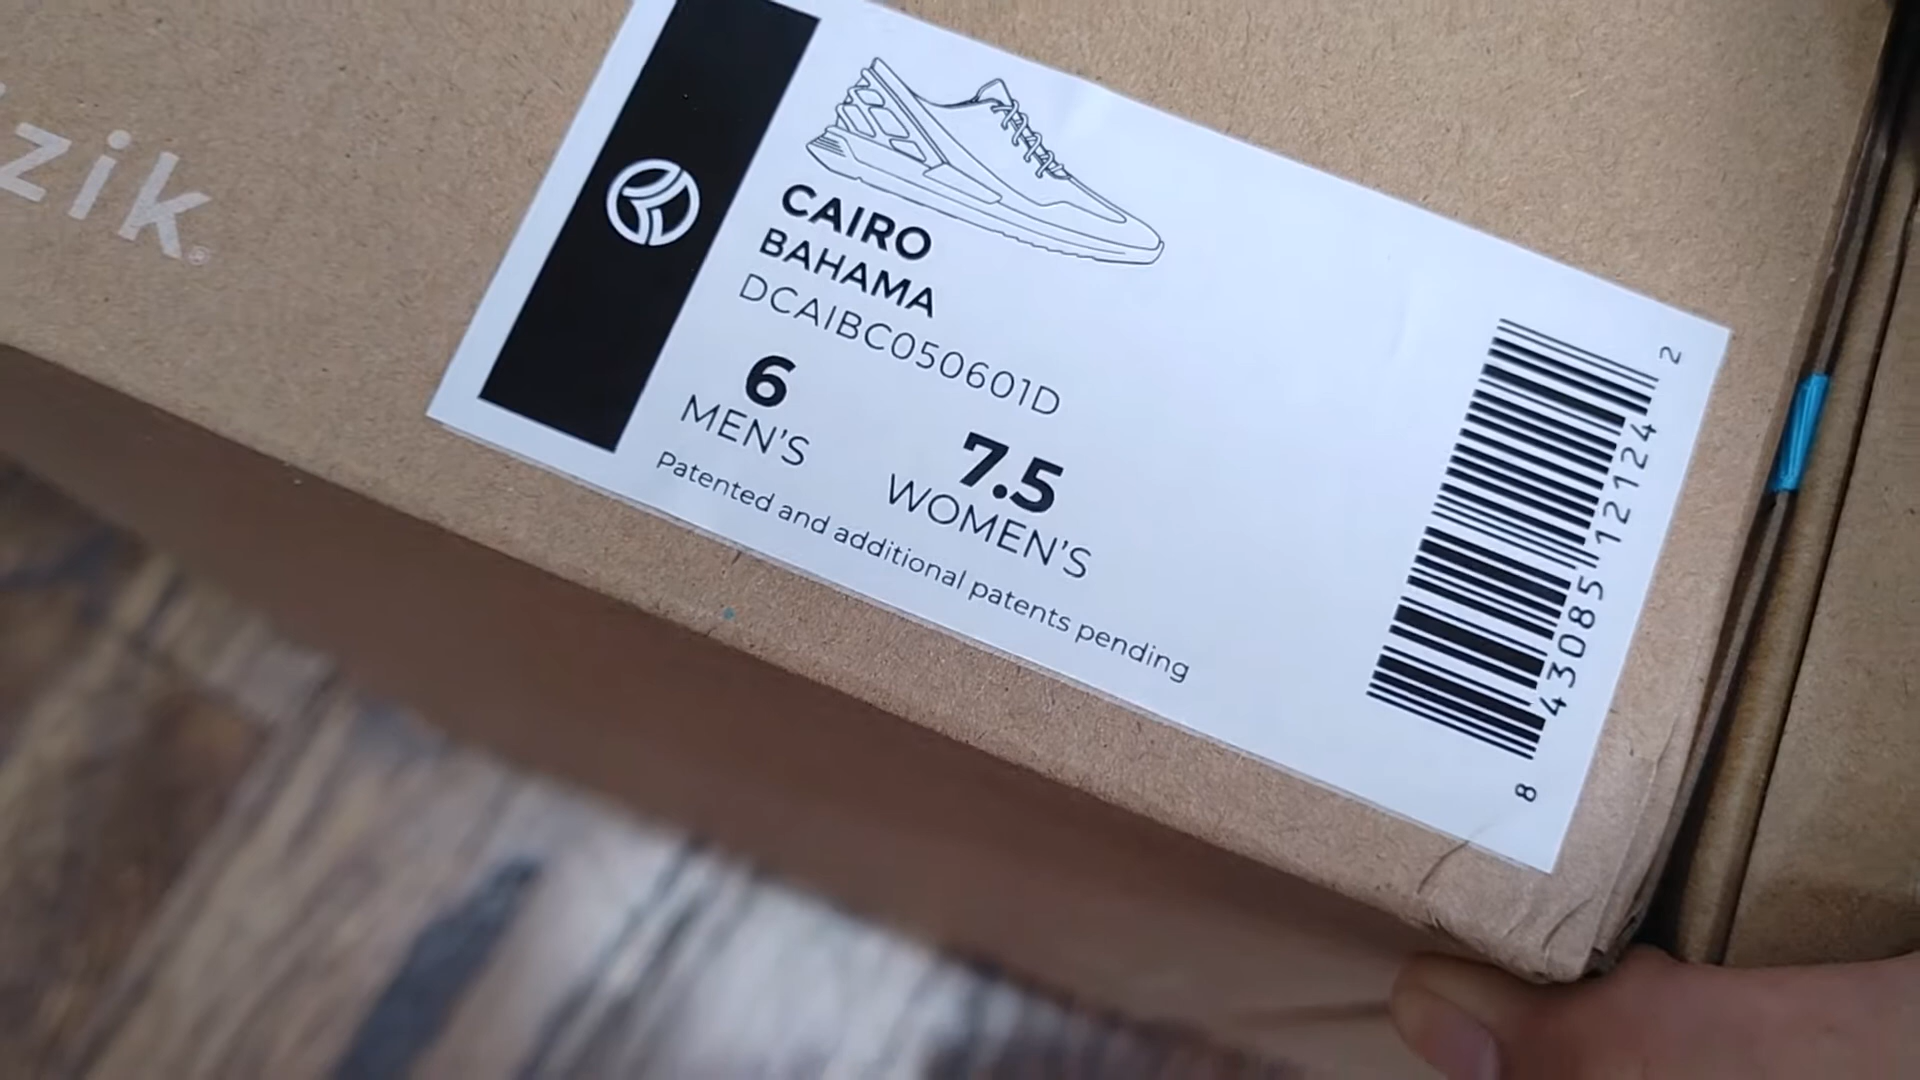 zik®
CAIRO
BAHAMA
DCAIBC050601D
6
MEN'S
7.5
WOMEN'S
Patented and additional patents pending
8 43085 12124 2